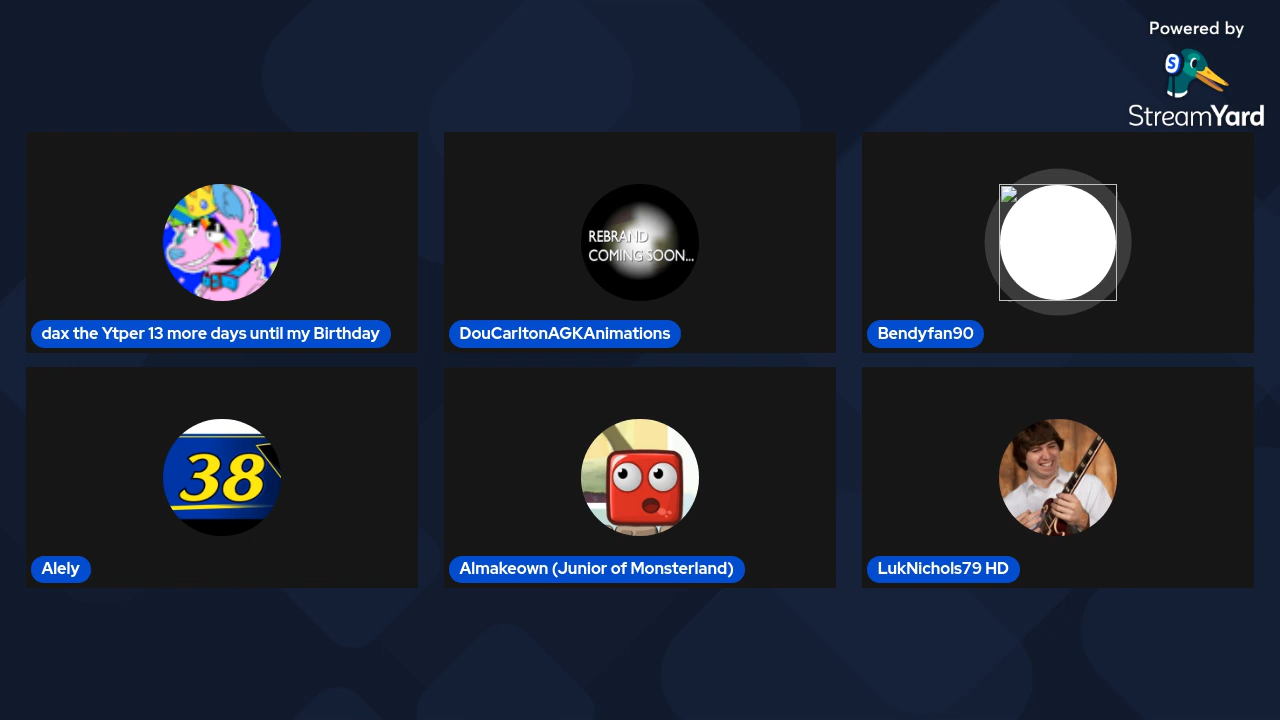 Powered by
S
StreamYard
REBRAND
COMING SOON...
dax the Ytper 13 more days until my Birthday
DouCarltonAGKAnimations
Bendyfan90
38
Alely
Almakeown (Junior of Monsterland)
LukNichols79 HD